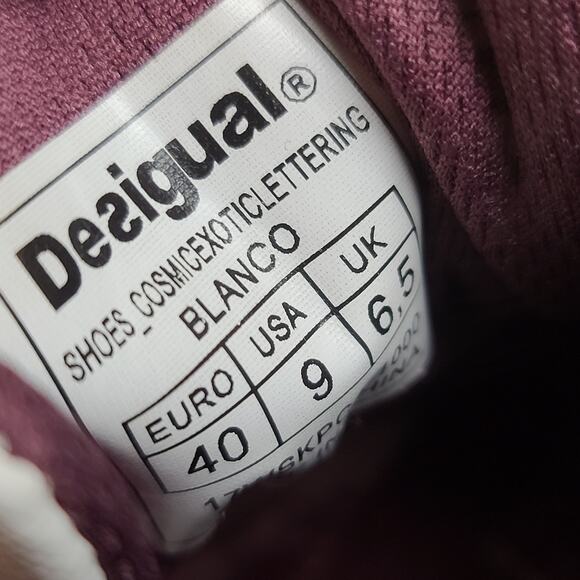 Desigual®
SHOES_COSMICEXOTICLETTERING
BLANCO
EURO USA UK
40 9 6,5